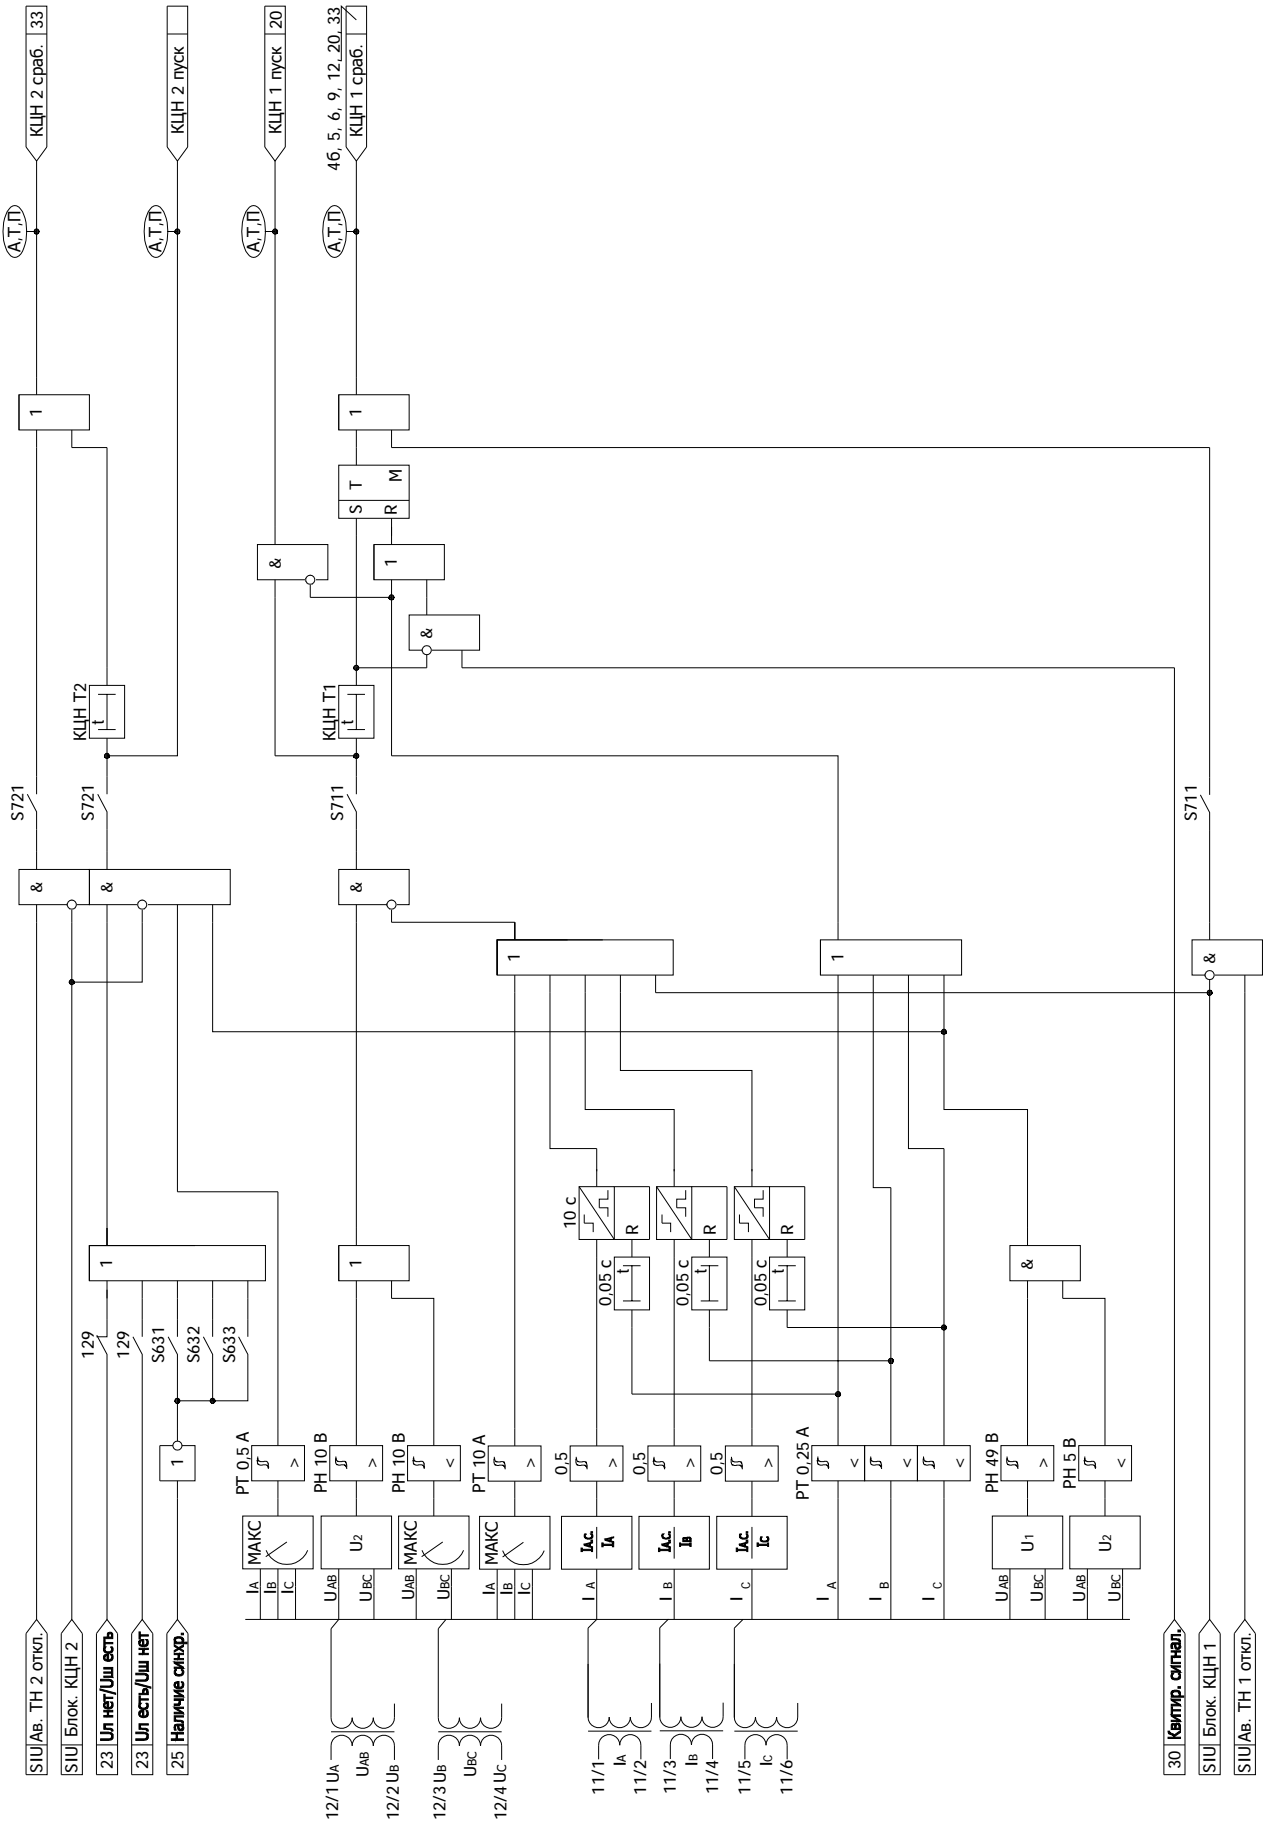 КЦН 2 сраб. 33
КЦН 2 пуск
КЦН 1 пуск 20
4б, 5, 6, 9, 12, 20, 33
КЦН 1 сраб.
А,Т,П
А,Т,П
А,Т,П
А,Т,П
1
1
S T
R M
&
1
&
КЦН Т2
t
КЦН Т1
t
S721
S721
S711
S711
&
&
&
1
1
&
10 с
R
R
R
0,05 с
t
0,05 с
t
0,05 с
t
1
1
&
129
129
S631
S632
S633
1
РТ 0,5 А
>
РН 10 В
>
РН 10 В
<
РТ 10 А
>
0,5
>
0,5
>
0,5
>
РТ 0,25 А
<
<
<
РН 49 В
>
РН 5 В
<
МАКС
U2
МАКС
МАКС
IA.C.
IA
IA.C.
IB
IA.C.
IC
U1
U2
IA
IB
IC
UAB
UBC
UAB
UBC
IA
IB
IC
I A
I B
I C
I A
I B
I C
UAB
UBC
UAB
UBC
SIU Ав. ТН 2 откл.
SIU Блок. КЦН 2
23 Uл нет/Uш есть
23 Uл есть/Uш нет
25 Наличие синхр.
30 Квитир. сигнал.
SIU Блок. КЦН 1
SIU Ав. ТН 1 откл.
12/1 UA
UAB
12/2 UB
12/3 UB
UBC
12/4 UC
11/1
IA
11/2
11/3
IB
11/4
11/5
IC
11/6